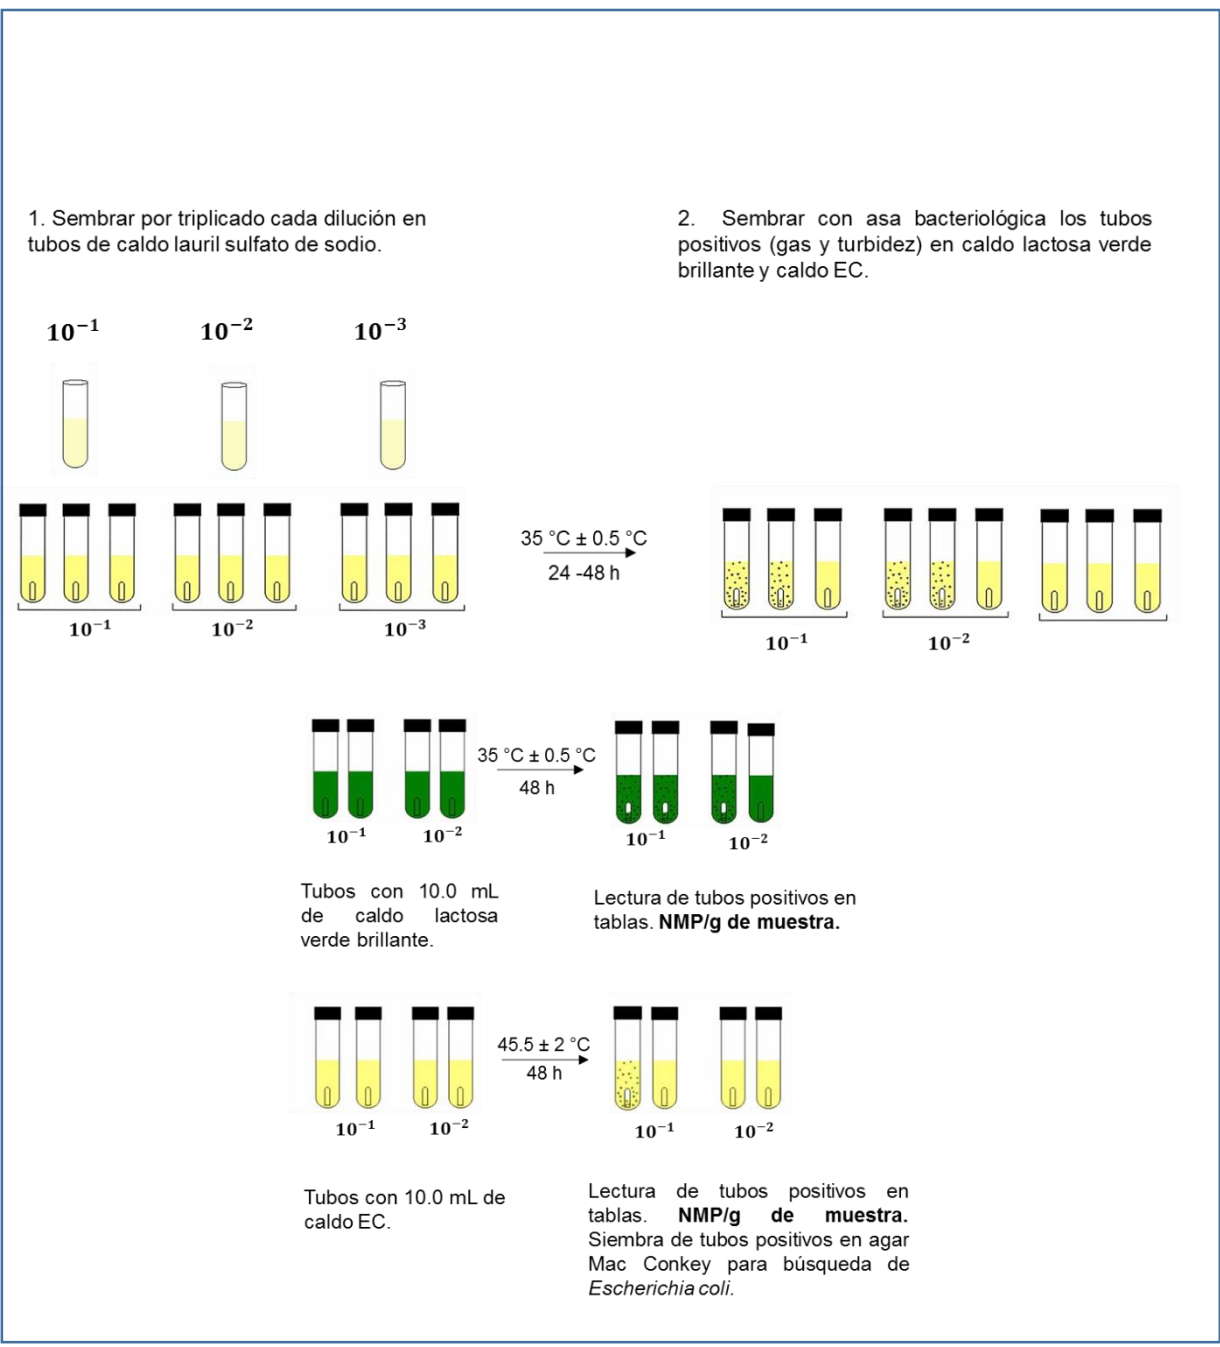 1. Sembrar por triplicado cada dilución en
tubos de caldo lauril sulfato de sodio.
2. Sembrar con asa bacteriológica los tubos
positivos (gas y turbidez) en caldo lactosa verde
brillante y caldo EC.
10⁻¹ 10⁻² 10⁻³
35 °C ± 0.5 °C
24 -48 h
10⁻¹ 10⁻² 10⁻³
10⁻¹ 10⁻²
35 °C ± 0.5 °C
48 h
10⁻¹ 10⁻²
10⁻¹ 10⁻²
Tubos con 10.0 mL
de caldo lactosa
verde brillante.
Lectura de tubos positivos en
tablas. NMP/g de muestra.
45.5 ± 2 °C
48 h
10⁻¹ 10⁻²
10⁻¹ 10⁻²
Tubos con 10.0 mL de
caldo EC.
Lectura de tubos positivos en
tablas. NMP/g de muestra.
Siembra de tubos positivos en agar
Mac Conkey para búsqueda de
Escherichia coli.